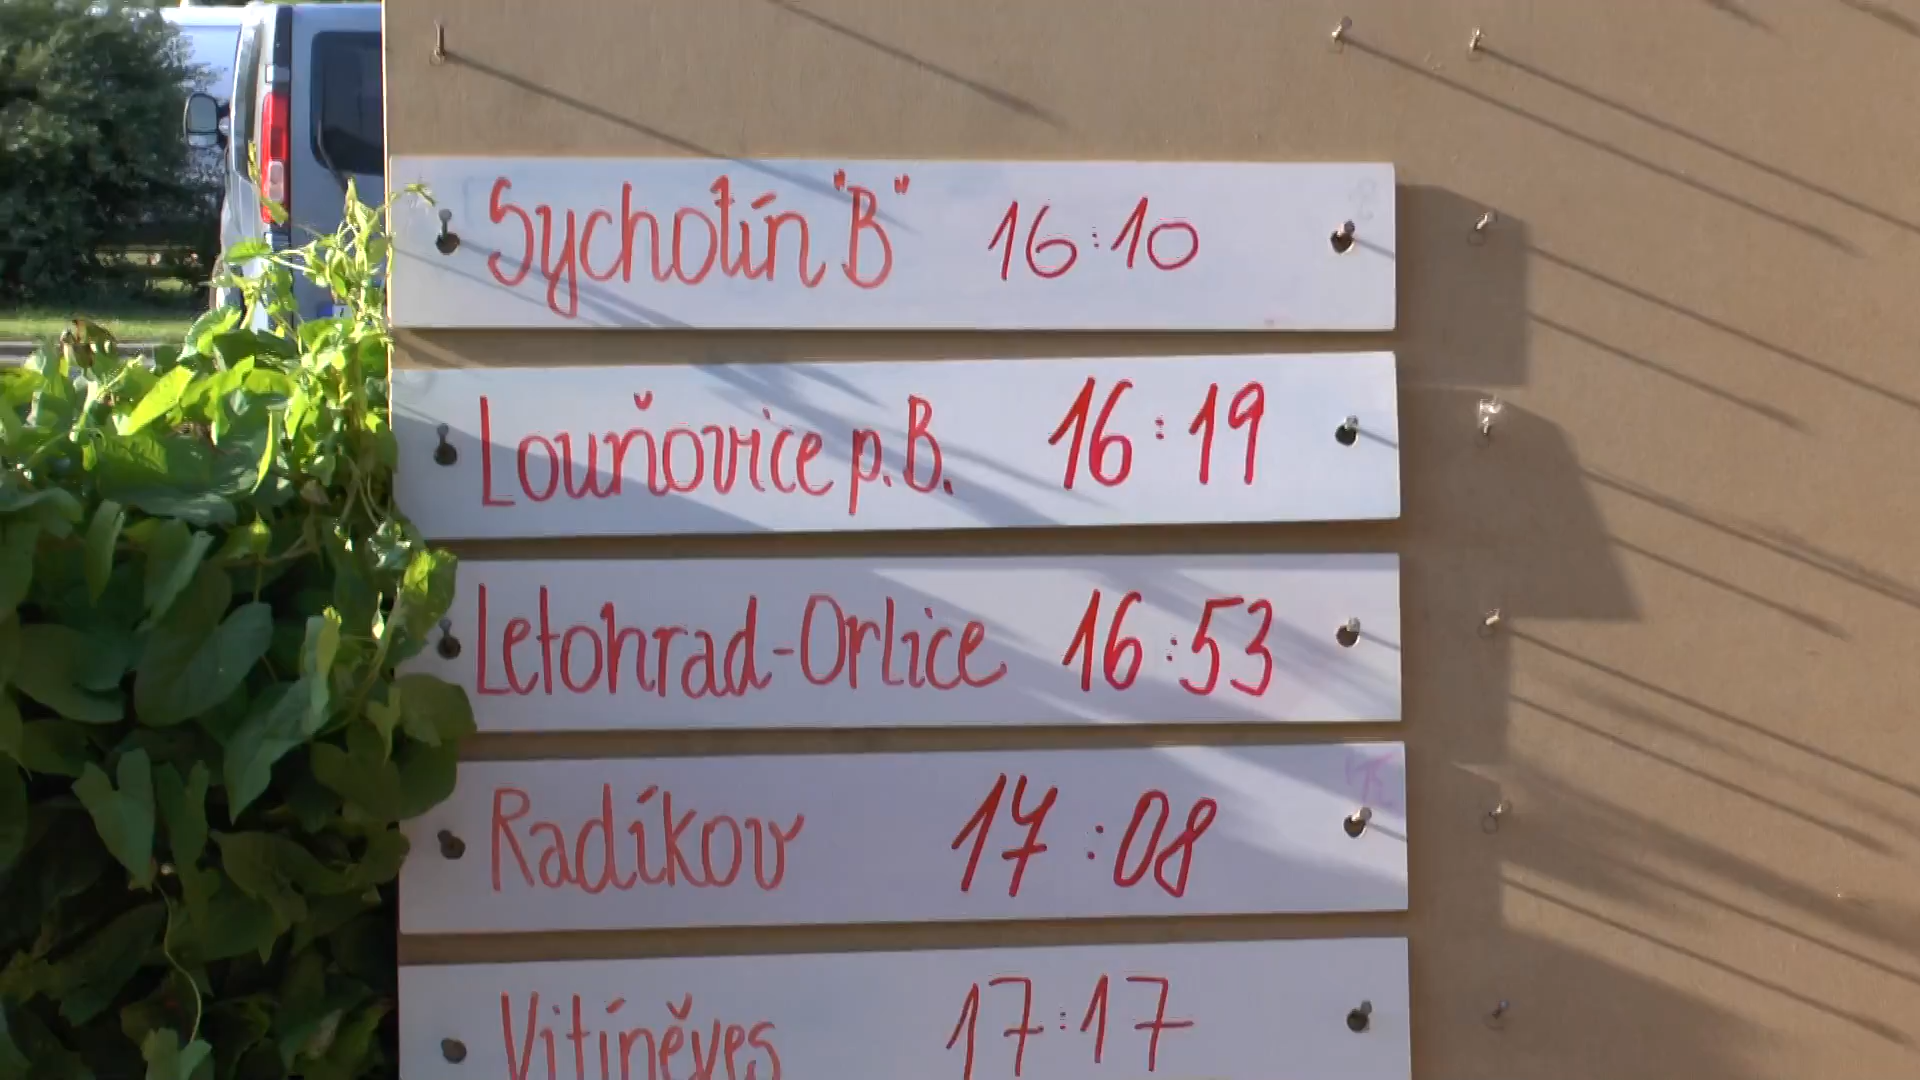 Sychotín "B" 16:10
Louňovice p.B. 16:19
Letohrad-Orlice 16:53
Radíkov 17:08
Vitíněves 17:17